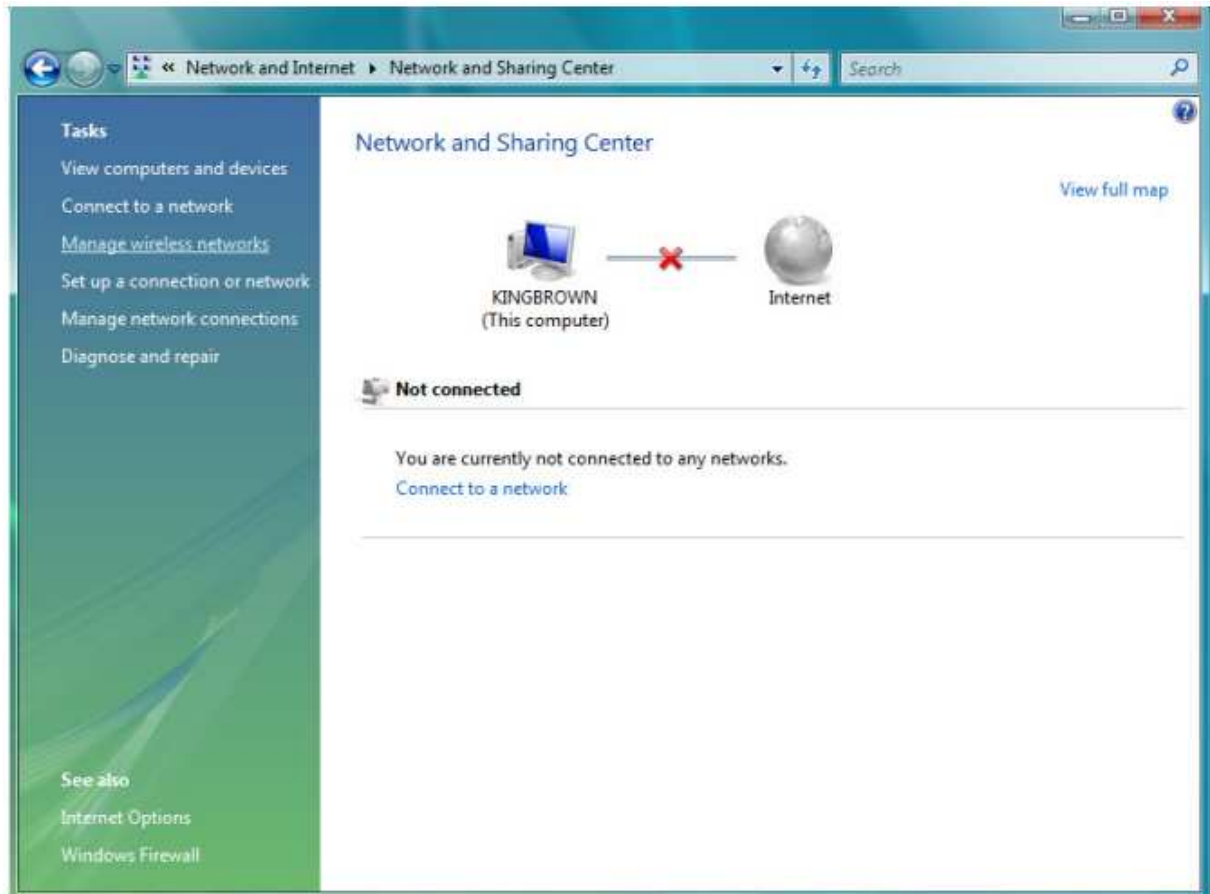 « Network and Internet ▸ Network and Sharing Center
Search
Tasks
View computers and devices
Connect to a network
Manage wireless networks
Set up a connection or network
Manage network connections
Diagnose and repair
See also
Internet Options
Windows Firewall
Network and Sharing Center
View full map
KINGBROWN
(This computer)
Internet
Not connected
You are currently not connected to any networks.
Connect to a network